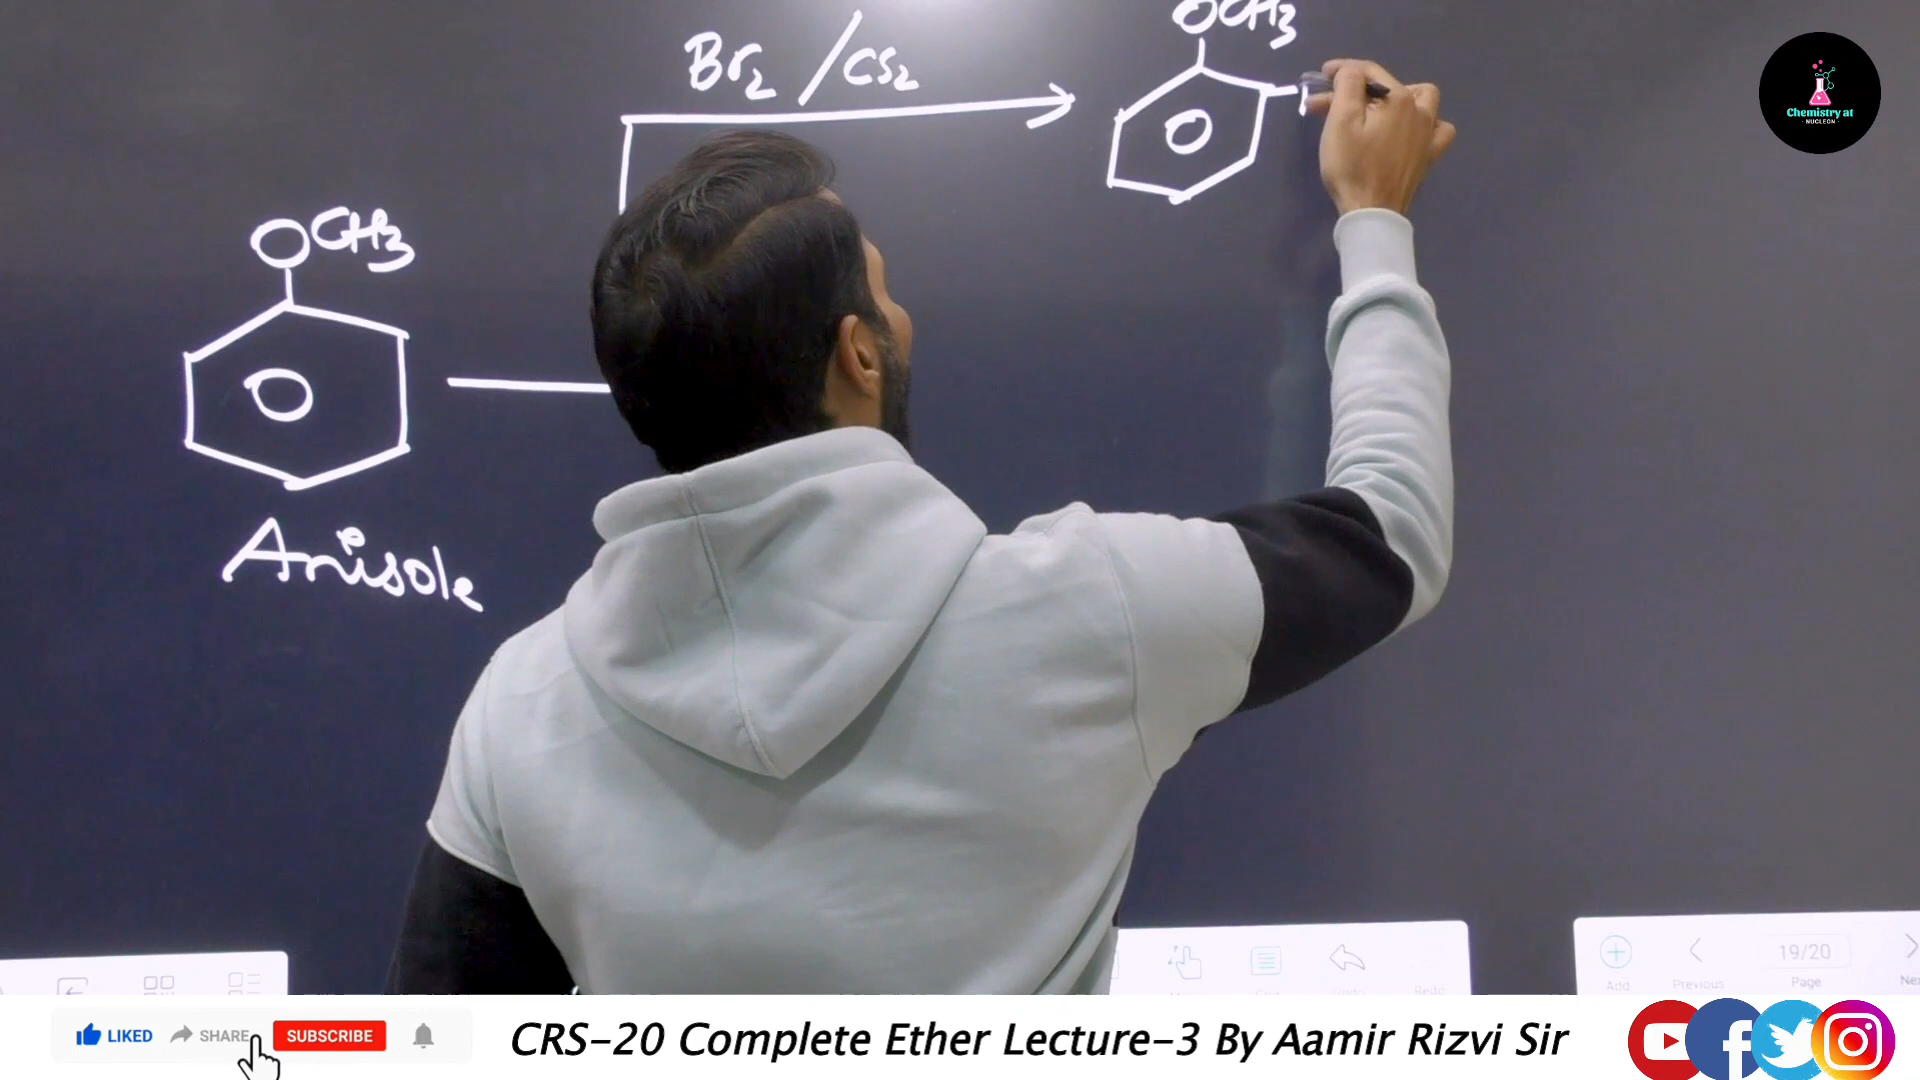 Br2/CS2
OCH3
OCH3
Anisole
Chemistry at
NUCLEON
19/20
Add
Previous
Page
LIKED
SHARE
SUBSCRIBE
CRS-20 Complete Ether Lecture-3 By Aamir Rizvi Sir